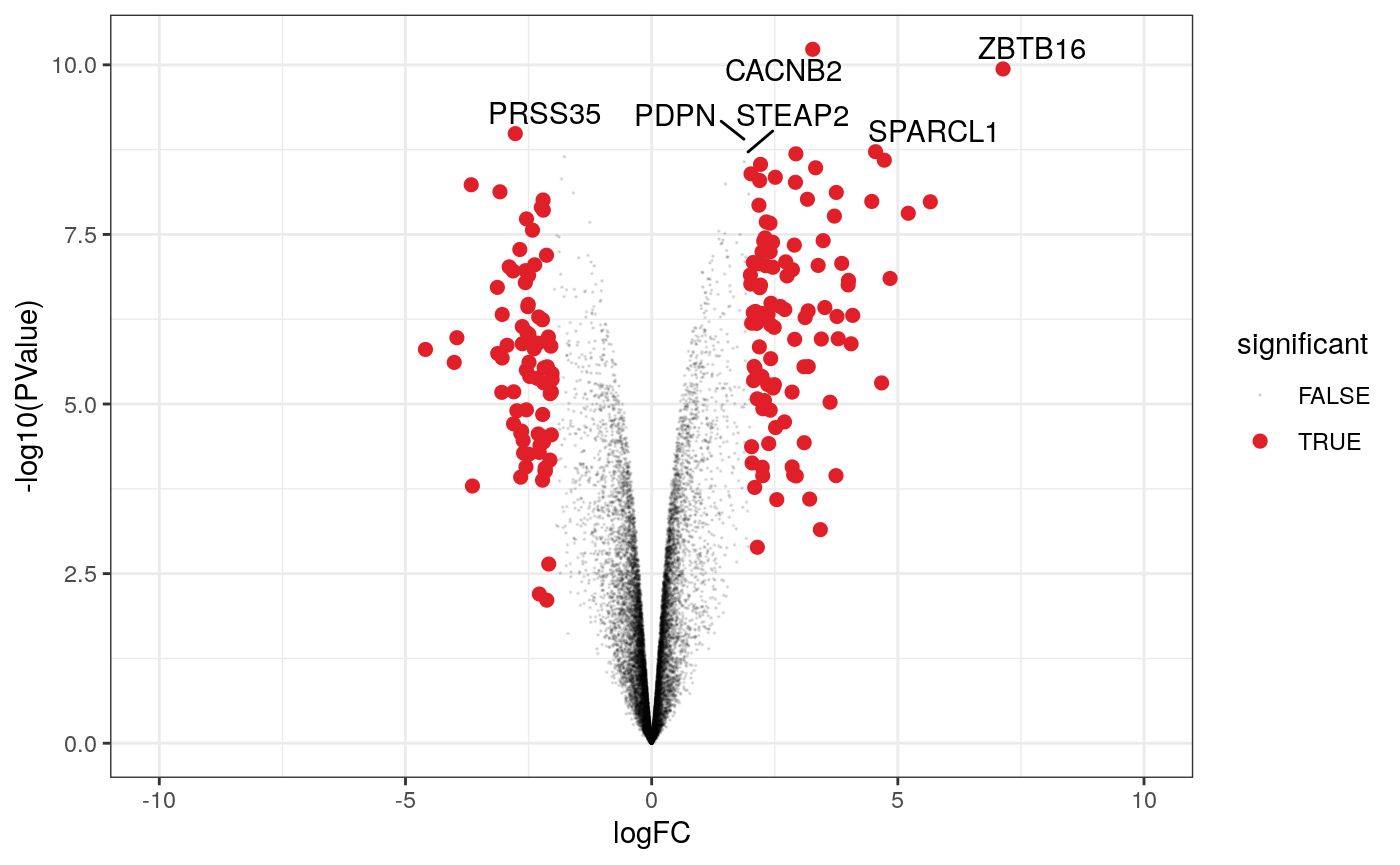 ZBTB16
CACNB2
PRSS35
PDPN
STEAP2
SPARCL1
10.0
7.5
5.0
2.5
0.0
-log10(PValue)
-10
-5
0
5
10
logFC
significant
FALSE
TRUE